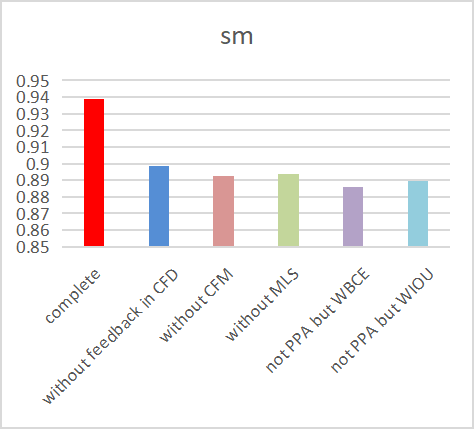 sm
0.95
0.94
0.93
0.92
0.91
0.9
0.89
0.88
0.87
0.86
0.85
complete
without feedback in CFD
without CFM
without MLS
not PPA but WBCE
not PPA but WIOU